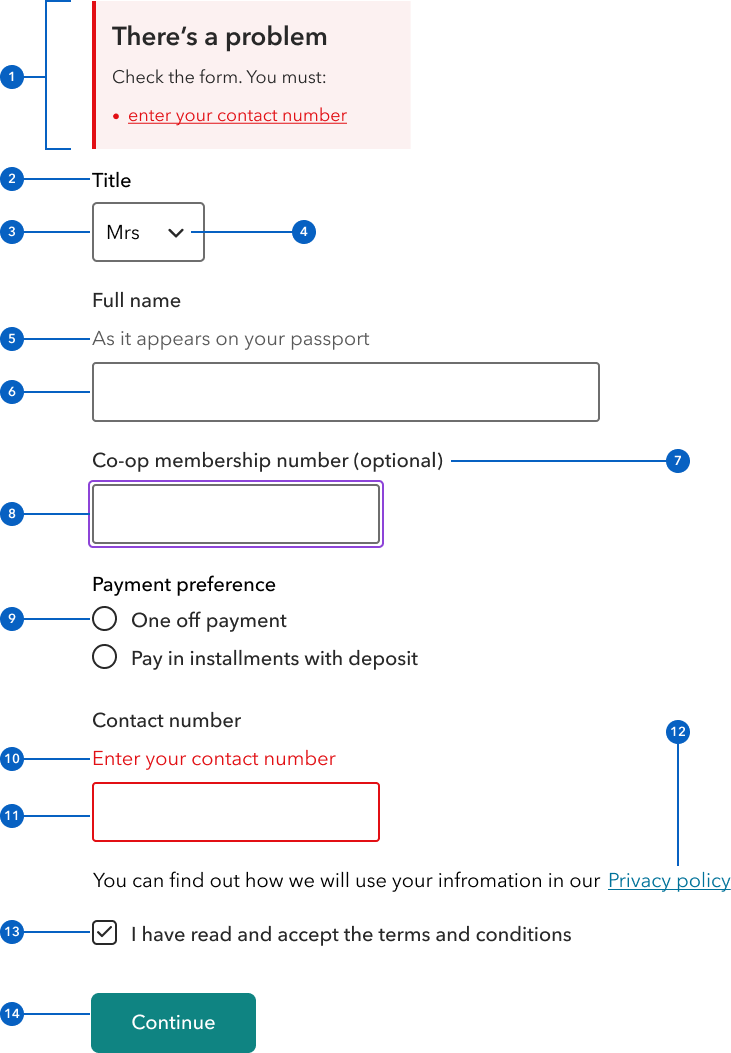 There’s a problem
1
Check the form. You must:
• enter your contact number
2
Title
3
Mrs
4
Full name
5
As it appears on your passport
6
Co-op membership number (optional)
7
8
Payment preference
9
One off payment
Pay in installments with deposit
Contact number
12
10
Enter your contact number
11
You can find out how we will use your infromation in our Privacy policy
13
I have read and accept the terms and conditions
14
Continue